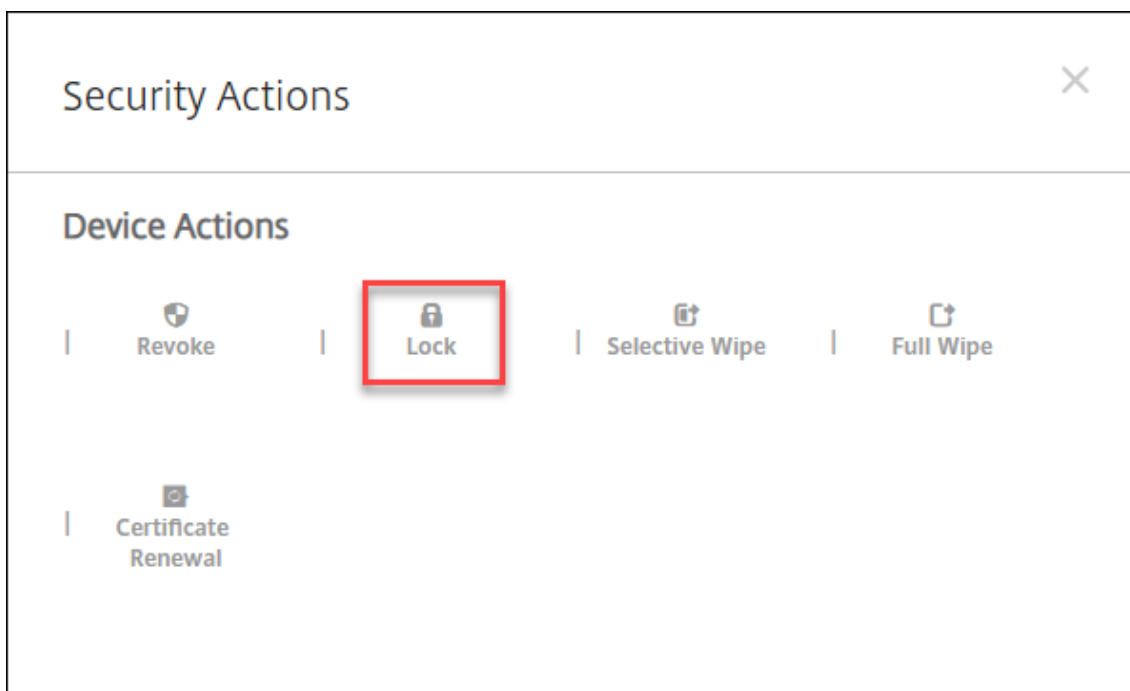 Security Actions
Device Actions
Revoke
Lock
Selective Wipe
Full Wipe
Certificate
Renewal